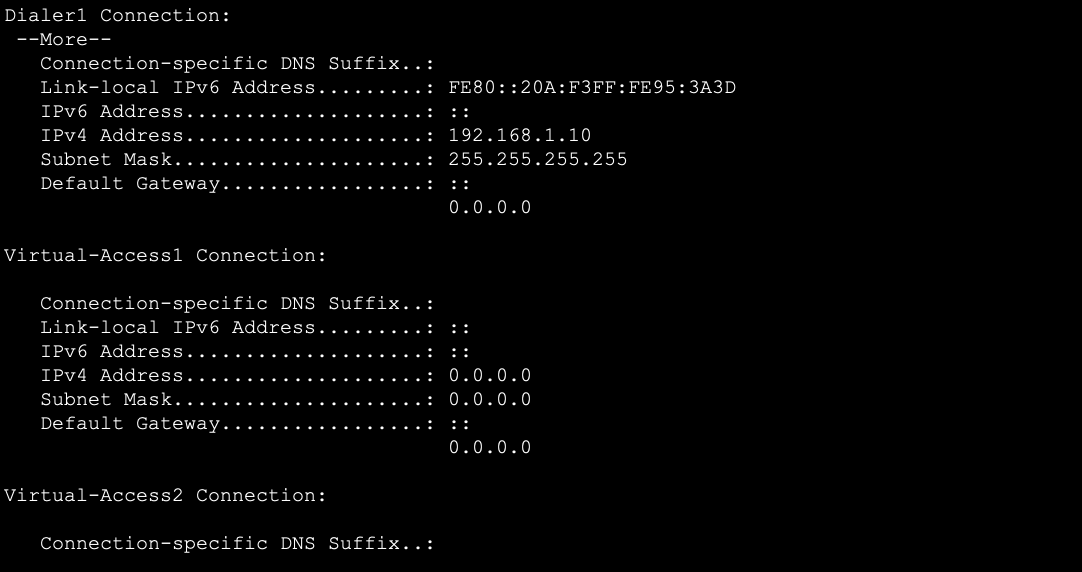 Dialer1 Connection:
 --More--
   Connection-specific DNS Suffix..:
   Link-local IPv6 Address.........: FE80::20A:F3FF:FE95:3A3D
   IPv6 Address....................: ::
   IPv4 Address....................: 192.168.1.10
   Subnet Mask.....................: 255.255.255.255
   Default Gateway.................: ::
                                     0.0.0.0

Virtual-Access1 Connection:

   Connection-specific DNS Suffix..:
   Link-local IPv6 Address.........: ::
   IPv6 Address....................: ::
   IPv4 Address....................: 0.0.0.0
   Subnet Mask.....................: 0.0.0.0
   Default Gateway.................: ::
                                     0.0.0.0

Virtual-Access2 Connection:

   Connection-specific DNS Suffix..: